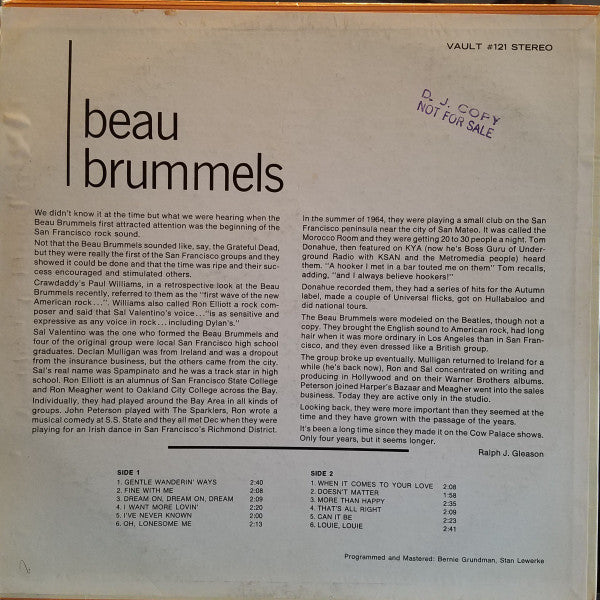 VAULT #121 STEREO
D. J. COPY
NOT FOR SALE
beau
brummels
We didn't know it at the time but what we were hearing when the
Beau Brummels first attracted attention was the beginning of the
San Francisco rock sound.
Not that the Beau Brummels sounded like, say, the Grateful Dead,
but they were really the first of the San Francisco groups and they
showed it could be done and that the time was ripe and their suc-
cess encouraged and stimulated others.
Crawdaddy's Paul Williams, in a retrospective look at the Beau
Brummels recently, referred to them as the "first wave of the new
American rock...". Williams also called Ron Elliott a rock com-
poser and said that Sal Valentino's voice..."is as sensitive and
expressive as any voice in rock...including Dylan's."
Sal Valentino was the one who formed the Beau Brummels and
four of the original group were local San Francisco high school
graduates. Declan Mulligan was from Ireland and was a dropout
from the insurance business, but the others came from the city.
Sal's real name is Spampinato and he was a track star in high
school. Ron Elliott is an alumnus of San Francisco State College
and Ron Meagher went to Oakland City College across the Bay.
Individually, they had played around the Bay Area in all kinds of
groups. John Peterson played with The Sparklers, Ron wrote a
musical comedy at S.S. State and they all met Dec when they were
playing for an Irish dance in San Francisco's Richmond District.
In the summer of 1964, they were playing a small club on the San
Francisco peninsula near the city of San Mateo. It was called the
Morocco Room and they were getting 20 to 30 people a night. Tom
Donahue, then featured on KYA (now he's Boss Guru of Under-
ground Radio with KSAN and the Metromedia people) heard
them. "A hooker I met in a bar touted me on them" Tom recalls,
adding, "and I always believe hookers!"
Donahue recorded them, they had a series of hits for the Autumn
label, made a couple of Universal flicks, got on Hullabaloo and
did national tours.
The Beau Brummels were modeled on the Beatles, though not a
copy. They brought the English sound to American rock, had long
hair when it was more ordinary in Los Angeles than in San Fran-
cisco, and they even dressed like a British group.
The group broke up eventually. Mulligan returned to Ireland for a
while (he's back now), Ron and Sal concentrated on writing and
producing in Hollywood and on their Warner Brothers albums.
Peterson joined Harper's Bazaar and Meagher went into the sales
business. Today they are active only in the studio.
Looking back, they were more important than they seemed at the
time and they have grown with the passage of the years.
It's been a long time since they made it on the Cow Palace shows.
Only four years, but it seems longer.
Ralph J. Gleason
SIDE 1
1. GENTLE WANDERIN' WAYS 2:40
2. FINE WITH ME 2:08
3. DREAM ON, DREAM ON, DREAM 2:09
4. I WANT MORE LOVIN' 2:20
5. I'VE NEVER KNOWN 2:00
6. OH, LONESOME ME 2:13
SIDE 2
1. WHEN IT COMES TO YOUR LOVE 2:08
2. DOESN'T MATTER 1:58
3. MORE THAN HAPPY 2:35
4. THAT'S ALL RIGHT 2:09
5. CAN IT BE 2:23
6. LOUIE, LOUIE 2:41
Programmed and Mastered: Bernie Grundman, Stan Lewerke